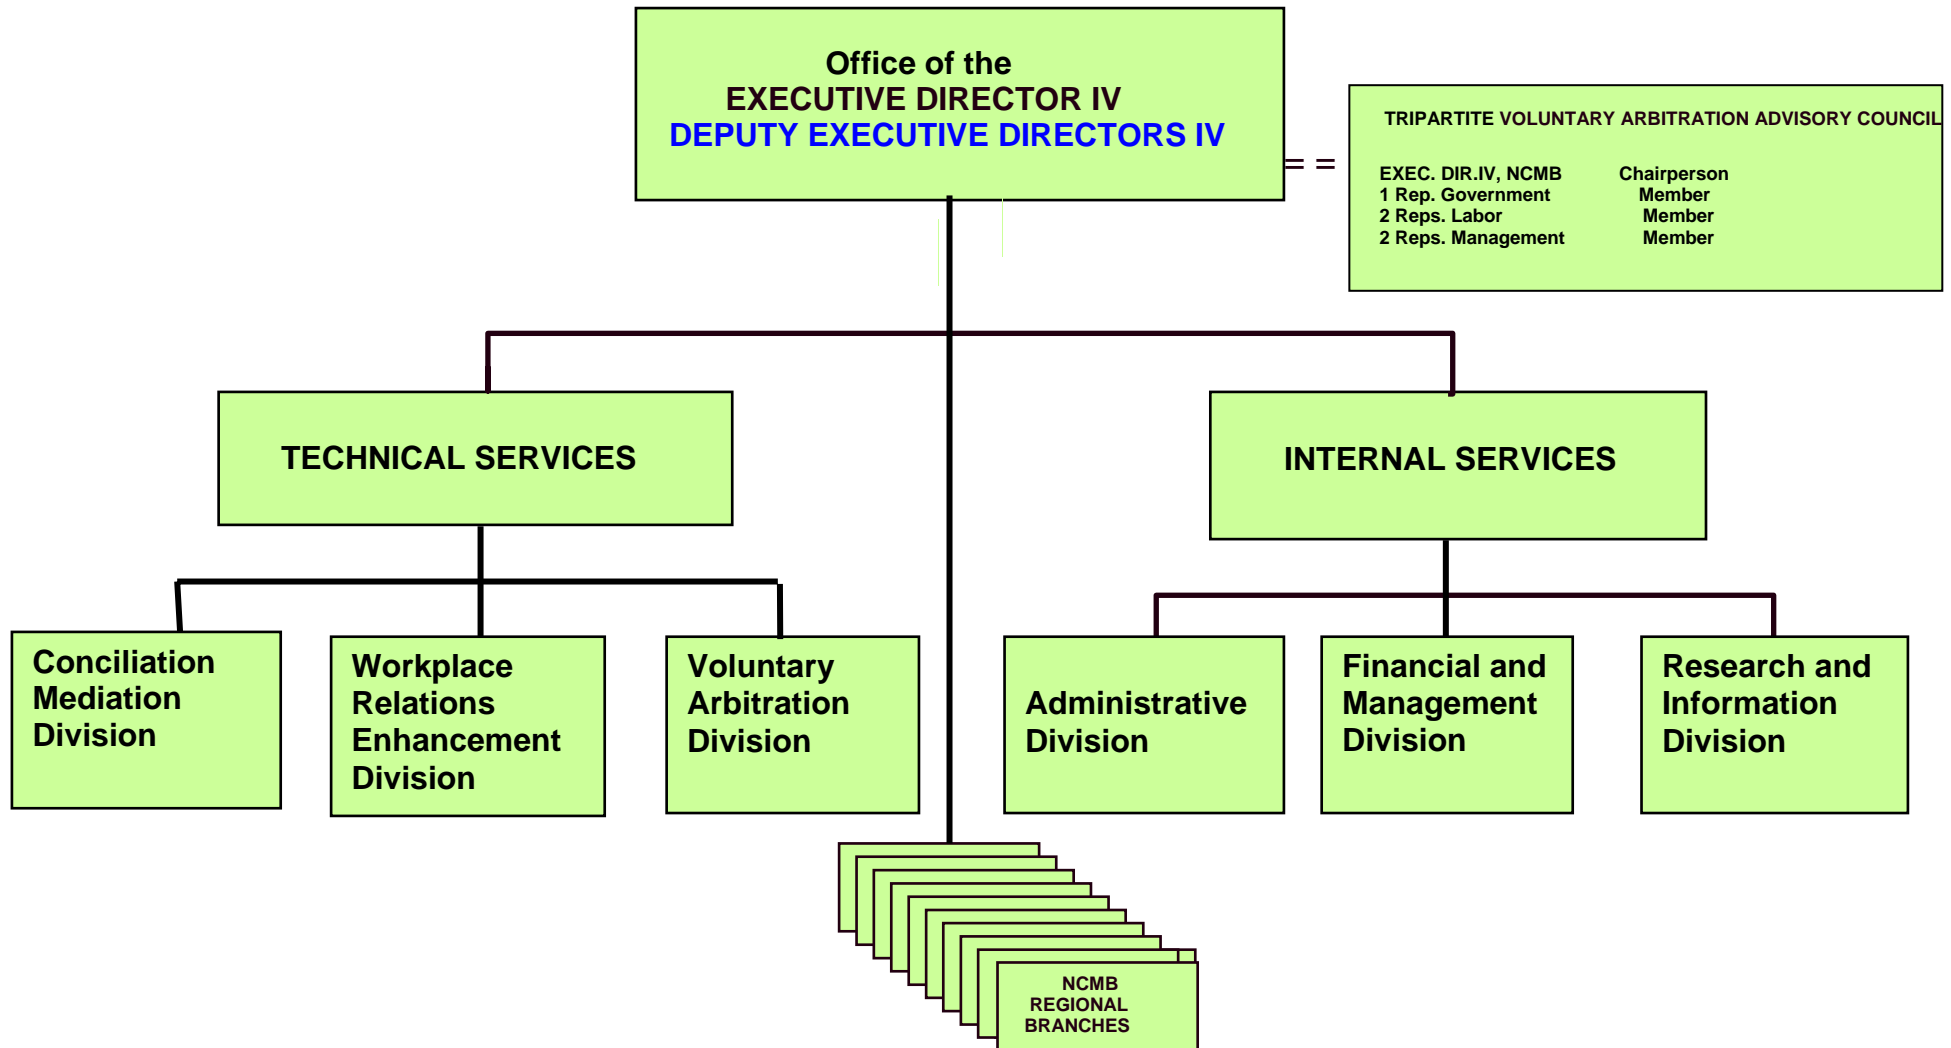 Office of the
EXECUTIVE DIRECTOR IV
DEPUTY EXECUTIVE DIRECTORS IV
TRIPARTITE VOLUNTARY ARBITRATION ADVISORY COUNCIL
EXEC. DIR.IV, NCMB Chairperson
1 Rep. Government Member
2 Reps. Labor Member
2 Reps. Management Member
TECHNICAL SERVICES
INTERNAL SERVICES
Conciliation
Mediation
Division
Workplace
Relations
Enhancement
Division
Voluntary
Arbitration
Division
Administrative
Division
Financial and
Management
Division
Research and
Information
Division
NCMB
REGIONAL
BRANCHES